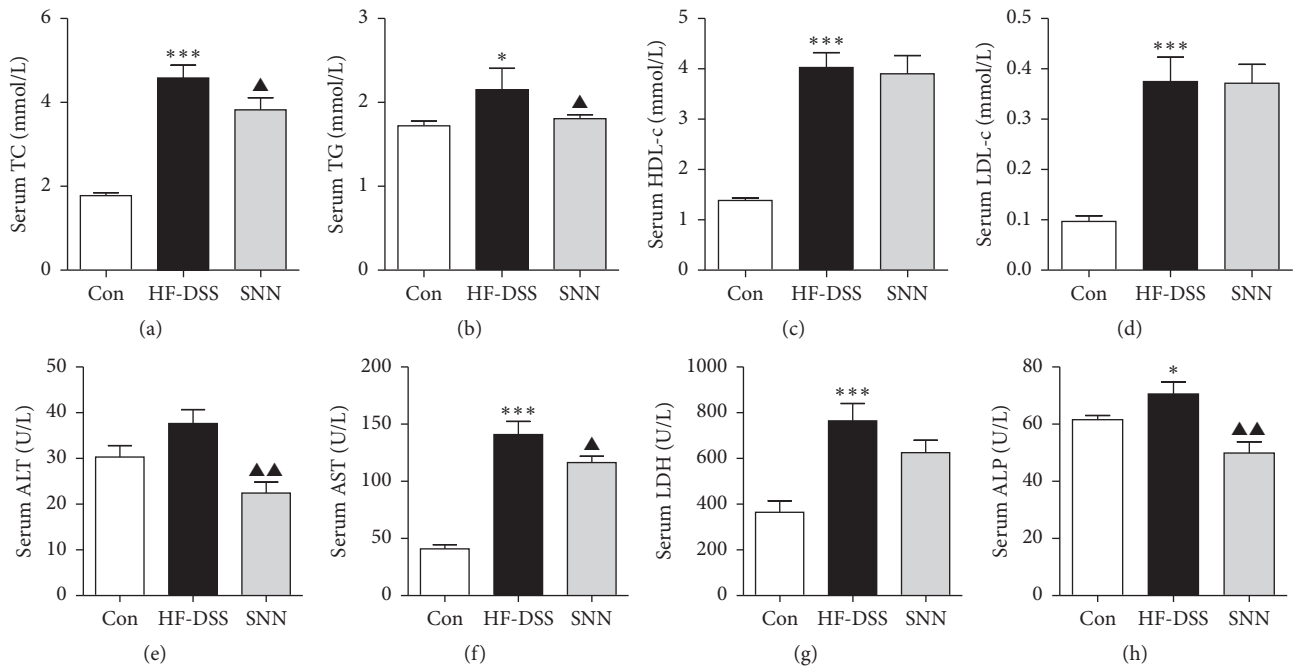 Serum TC (mmol/L)
6
4
2
0
***
▲
Con HF-DSS SNN
(a)
Serum TG (mmol/L)
3
2
1
0
*
▲
Con HF-DSS SNN
(b)
Serum HDL-c (mmol/L)
5
4
3
2
1
0
***
Con HF-DSS SNN
(c)
Serum LDL-c (mmol/L)
0.5
0.4
0.3
0.2
0.1
0.0
***
Con HF-DSS SNN
(d)
Serum ALT (U/L)
50
40
30
20
10
0
▲▲
Con HF-DSS SNN
(e)
Serum AST (U/L)
200
150
100
50
0
***
▲
Con HF-DSS SNN
(f)
Serum LDH (U/L)
1000
800
600
400
200
0
***
Con HF-DSS SNN
(g)
Serum ALP (U/L)
80
60
40
20
0
*
▲▲
Con HF-DSS SNN
(h)